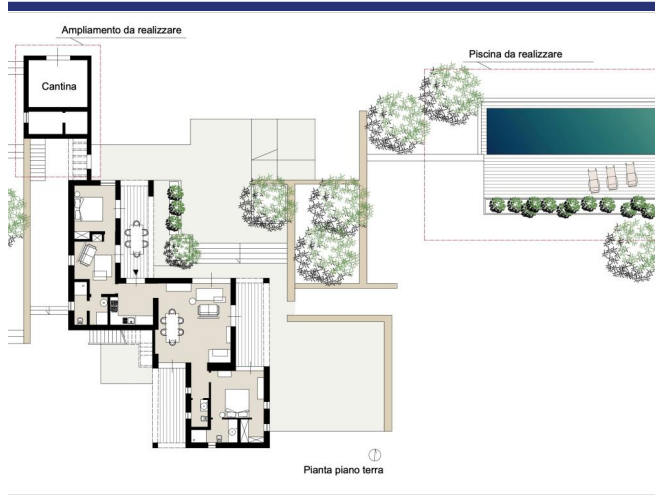 Ampliamento da realizzare
Piscina da realizzare
Cantina
Pianta piano terra